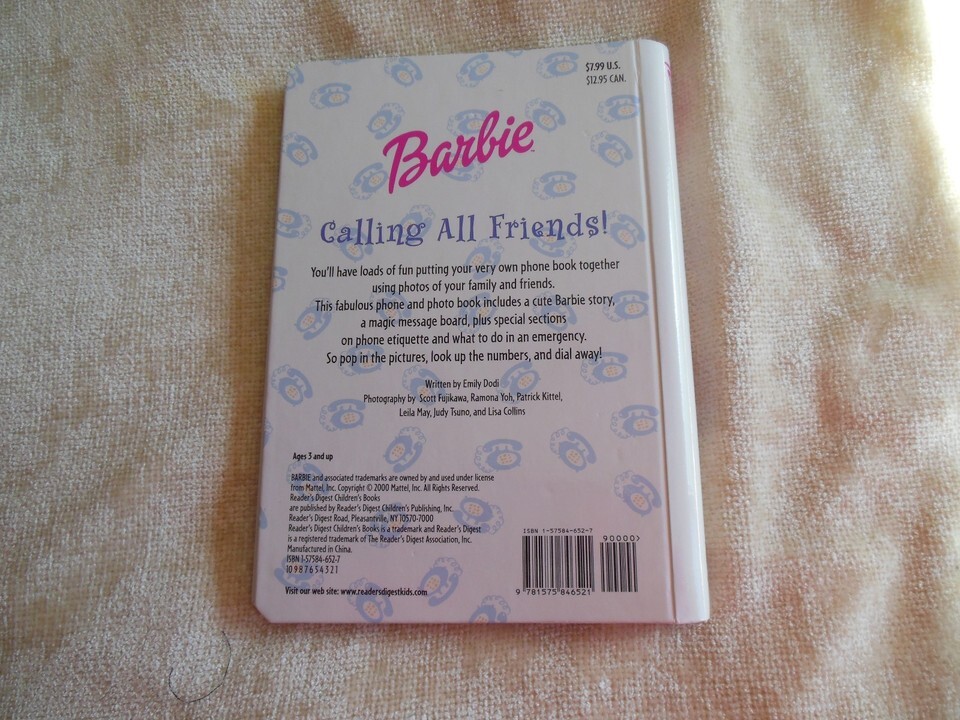 $7.99 U.S.
$12.95 CAN.
Barbie
Calling All Friends!
You'll have loads of fun putting your very own phone book together
using photos of your family and friends.
This fabulous phone and photo book includes a cute Barbie story,
a magic message board, plus special sections
on phone etiquette and what to do in an emergency.
So pop in the pictures, look up the numbers, and dial away!
Written by Emily Dodi
Photography by Scott Fujikawa, Ramona Yoh, Patrick Kittel,
Leila May, Judy Tsuno, and Lisa Collins
Ages 3 and up
BARBIE and associated trademarks are owned by and used under license
from Mattel, Inc. Copyright © 2000 Mattel, Inc. All Rights Reserved.
Reader's Digest Children's Books
are published by Reader's Digest Children's Publishing, Inc.
Reader's Digest Road, Pleasantville, NY 10570-7000
Reader's Digest Children's Books is a trademark and Reader's Digest
is a registered trademark of The Reader's Digest Association, Inc.
Manufactured in China.
ISBN 1-57584-652-7
10 9 8 7 6 5 4 3 2 1
Visit our web site: www.readersdigestkids.com
ISBN 1-57584-652-7
90000>
9 781575 846521